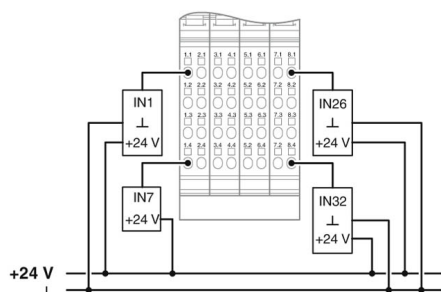 1.1 2.1 3.1 4.1 5.1 6.1 7.1 8.1
1.2 2.2 3.2 4.2 5.2 6.2 7.2 8.2
1.3 2.3 3.3 4.3 5.3 6.3 7.3 8.3
1.4 2.4 3.4 4.4 5.4 6.4 7.4 8.4
IN1
+24 V
IN7
+24 V
IN26
+24 V
IN32
+24 V
+24 V